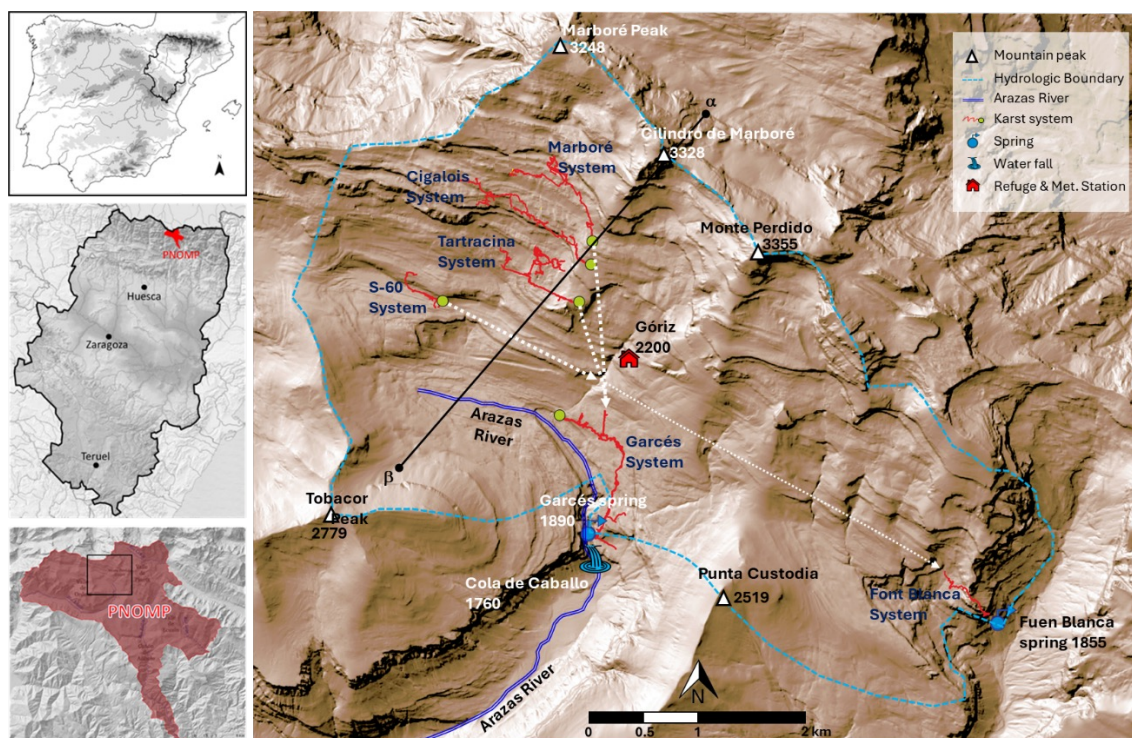 N
PNOMP
Huesca
Zaragoza
Teruel
PNOMP
Marboré Peak
3248
α
Cilindro de Marboré
3328
Marboré
System
Cigalois
System
Monte Perdido
3355
Tartracina
System
S-60
System
Góriz
2200
Arazas
River
Garcés
System
β
Tobacor
Peak
2779
Garcés spring
1890
Cola de Caballo
1760
Punta Custodia
2519
Font Blanca
System
Fuen Blanca
spring 1855
Arazas River
N
0 0.5 1 2 km
Mountain peak
Hydrologic Boundary
Arazas River
Karst system
Spring
Water fall
Refuge & Met. Station